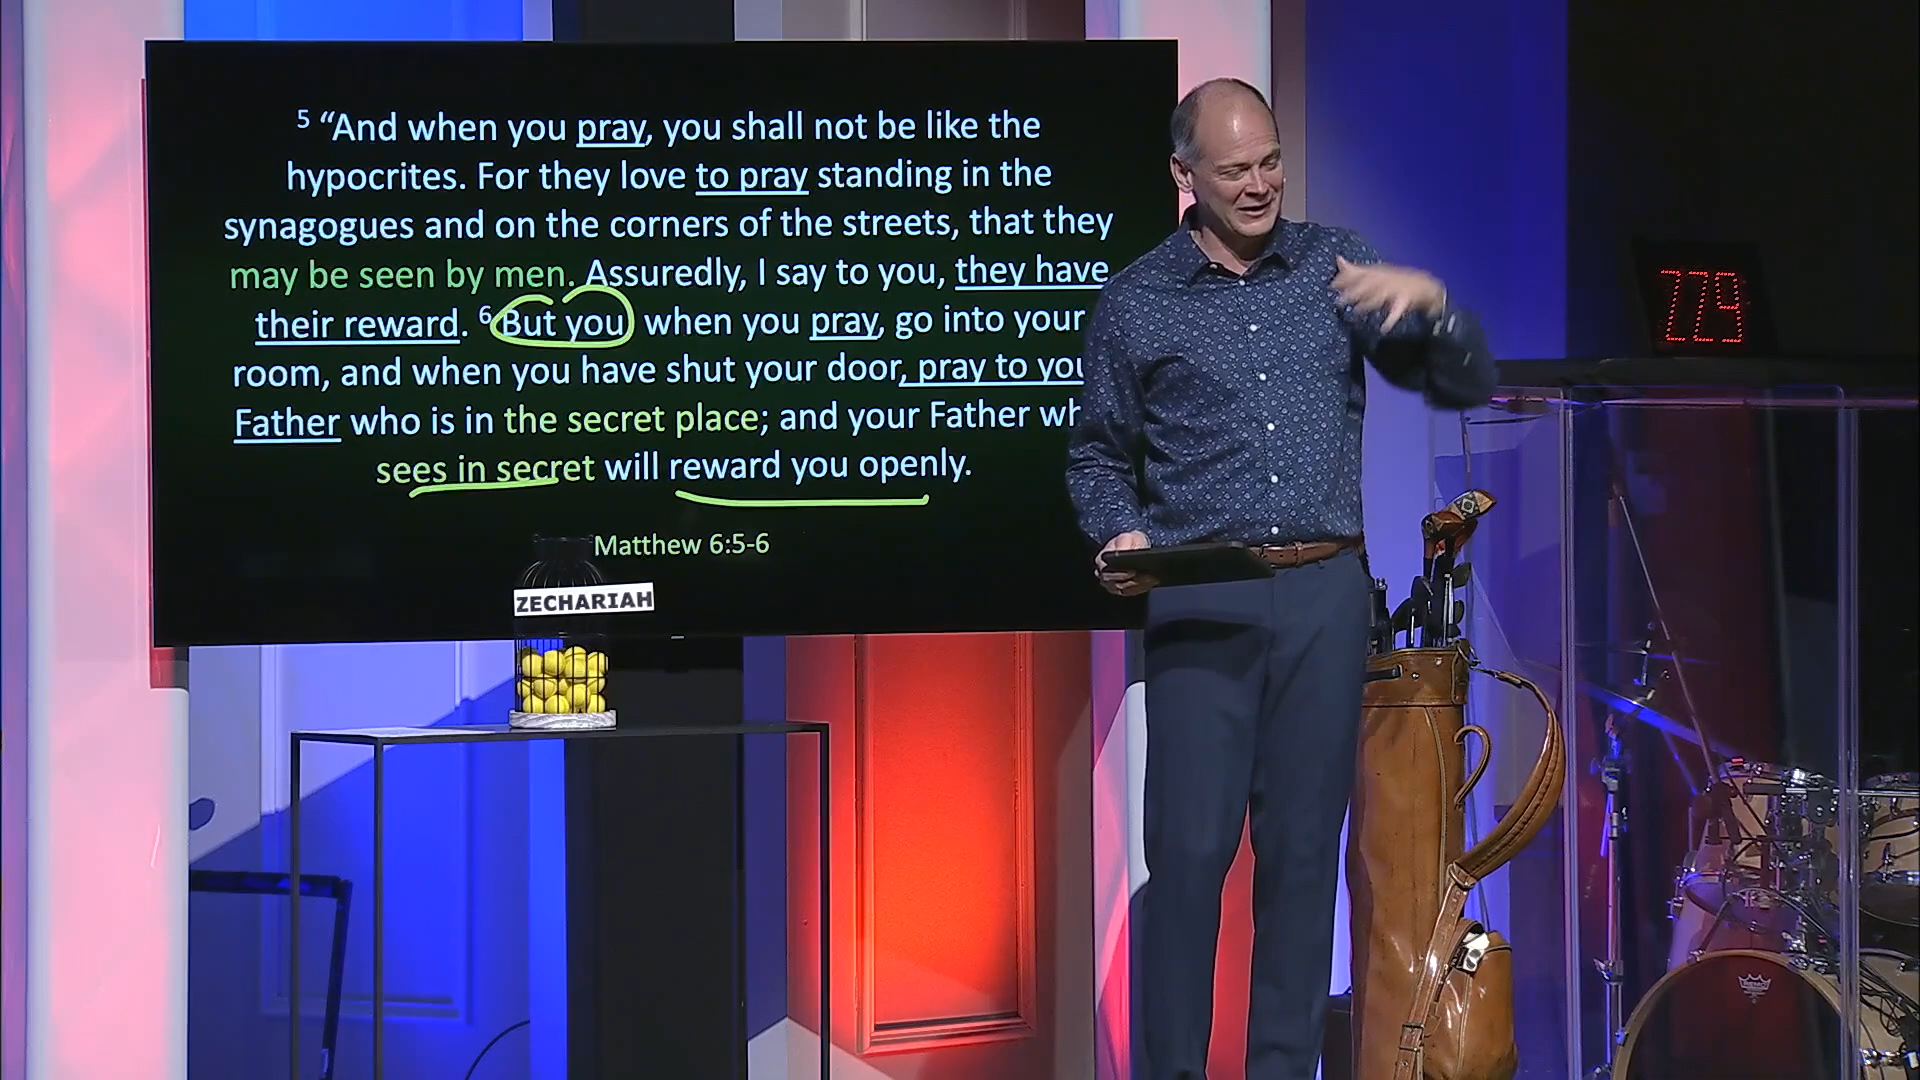 5 “And when you pray, you shall not be like the
hypocrites. For they love to pray standing in the
synagogues and on the corners of the streets, that they
may be seen by men. Assuredly, I say to you, they have
their reward. 6 But you, when you pray, go into your
room, and when you have shut your door, pray to you
Father who is in the secret place; and your Father wh
sees in secret will reward you openly.
Matthew 6:5-6
ZECHARIAH
229
REMO